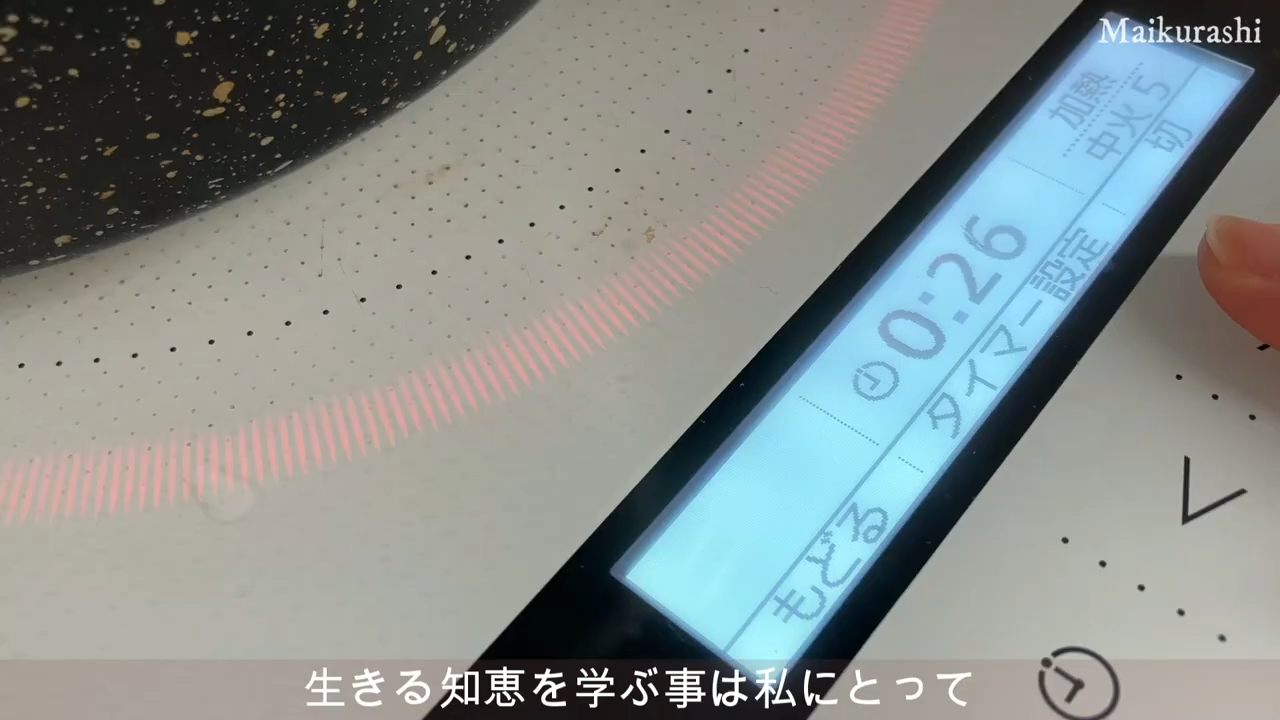 Maikurashi
加熱
中火5
切
0:26
タイマー設定
もどる
生きる知恵を学ぶ事は私にとって